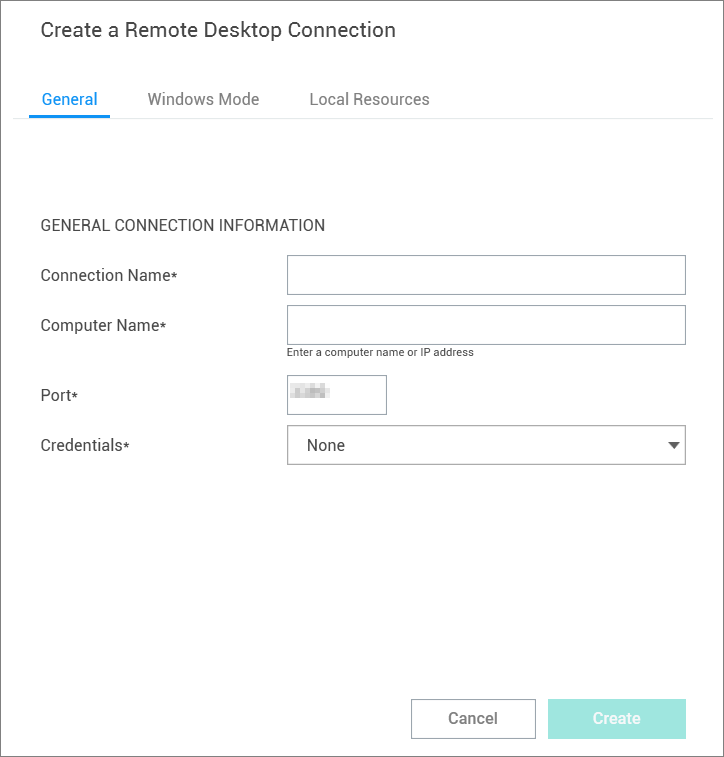 Create a Remote Desktop Connection
General Windows Mode Local Resources
GENERAL CONNECTION INFORMATION
Connection Name*
Computer Name*
Enter a computer name or IP address
Port*
Credentials* None
Cancel Create